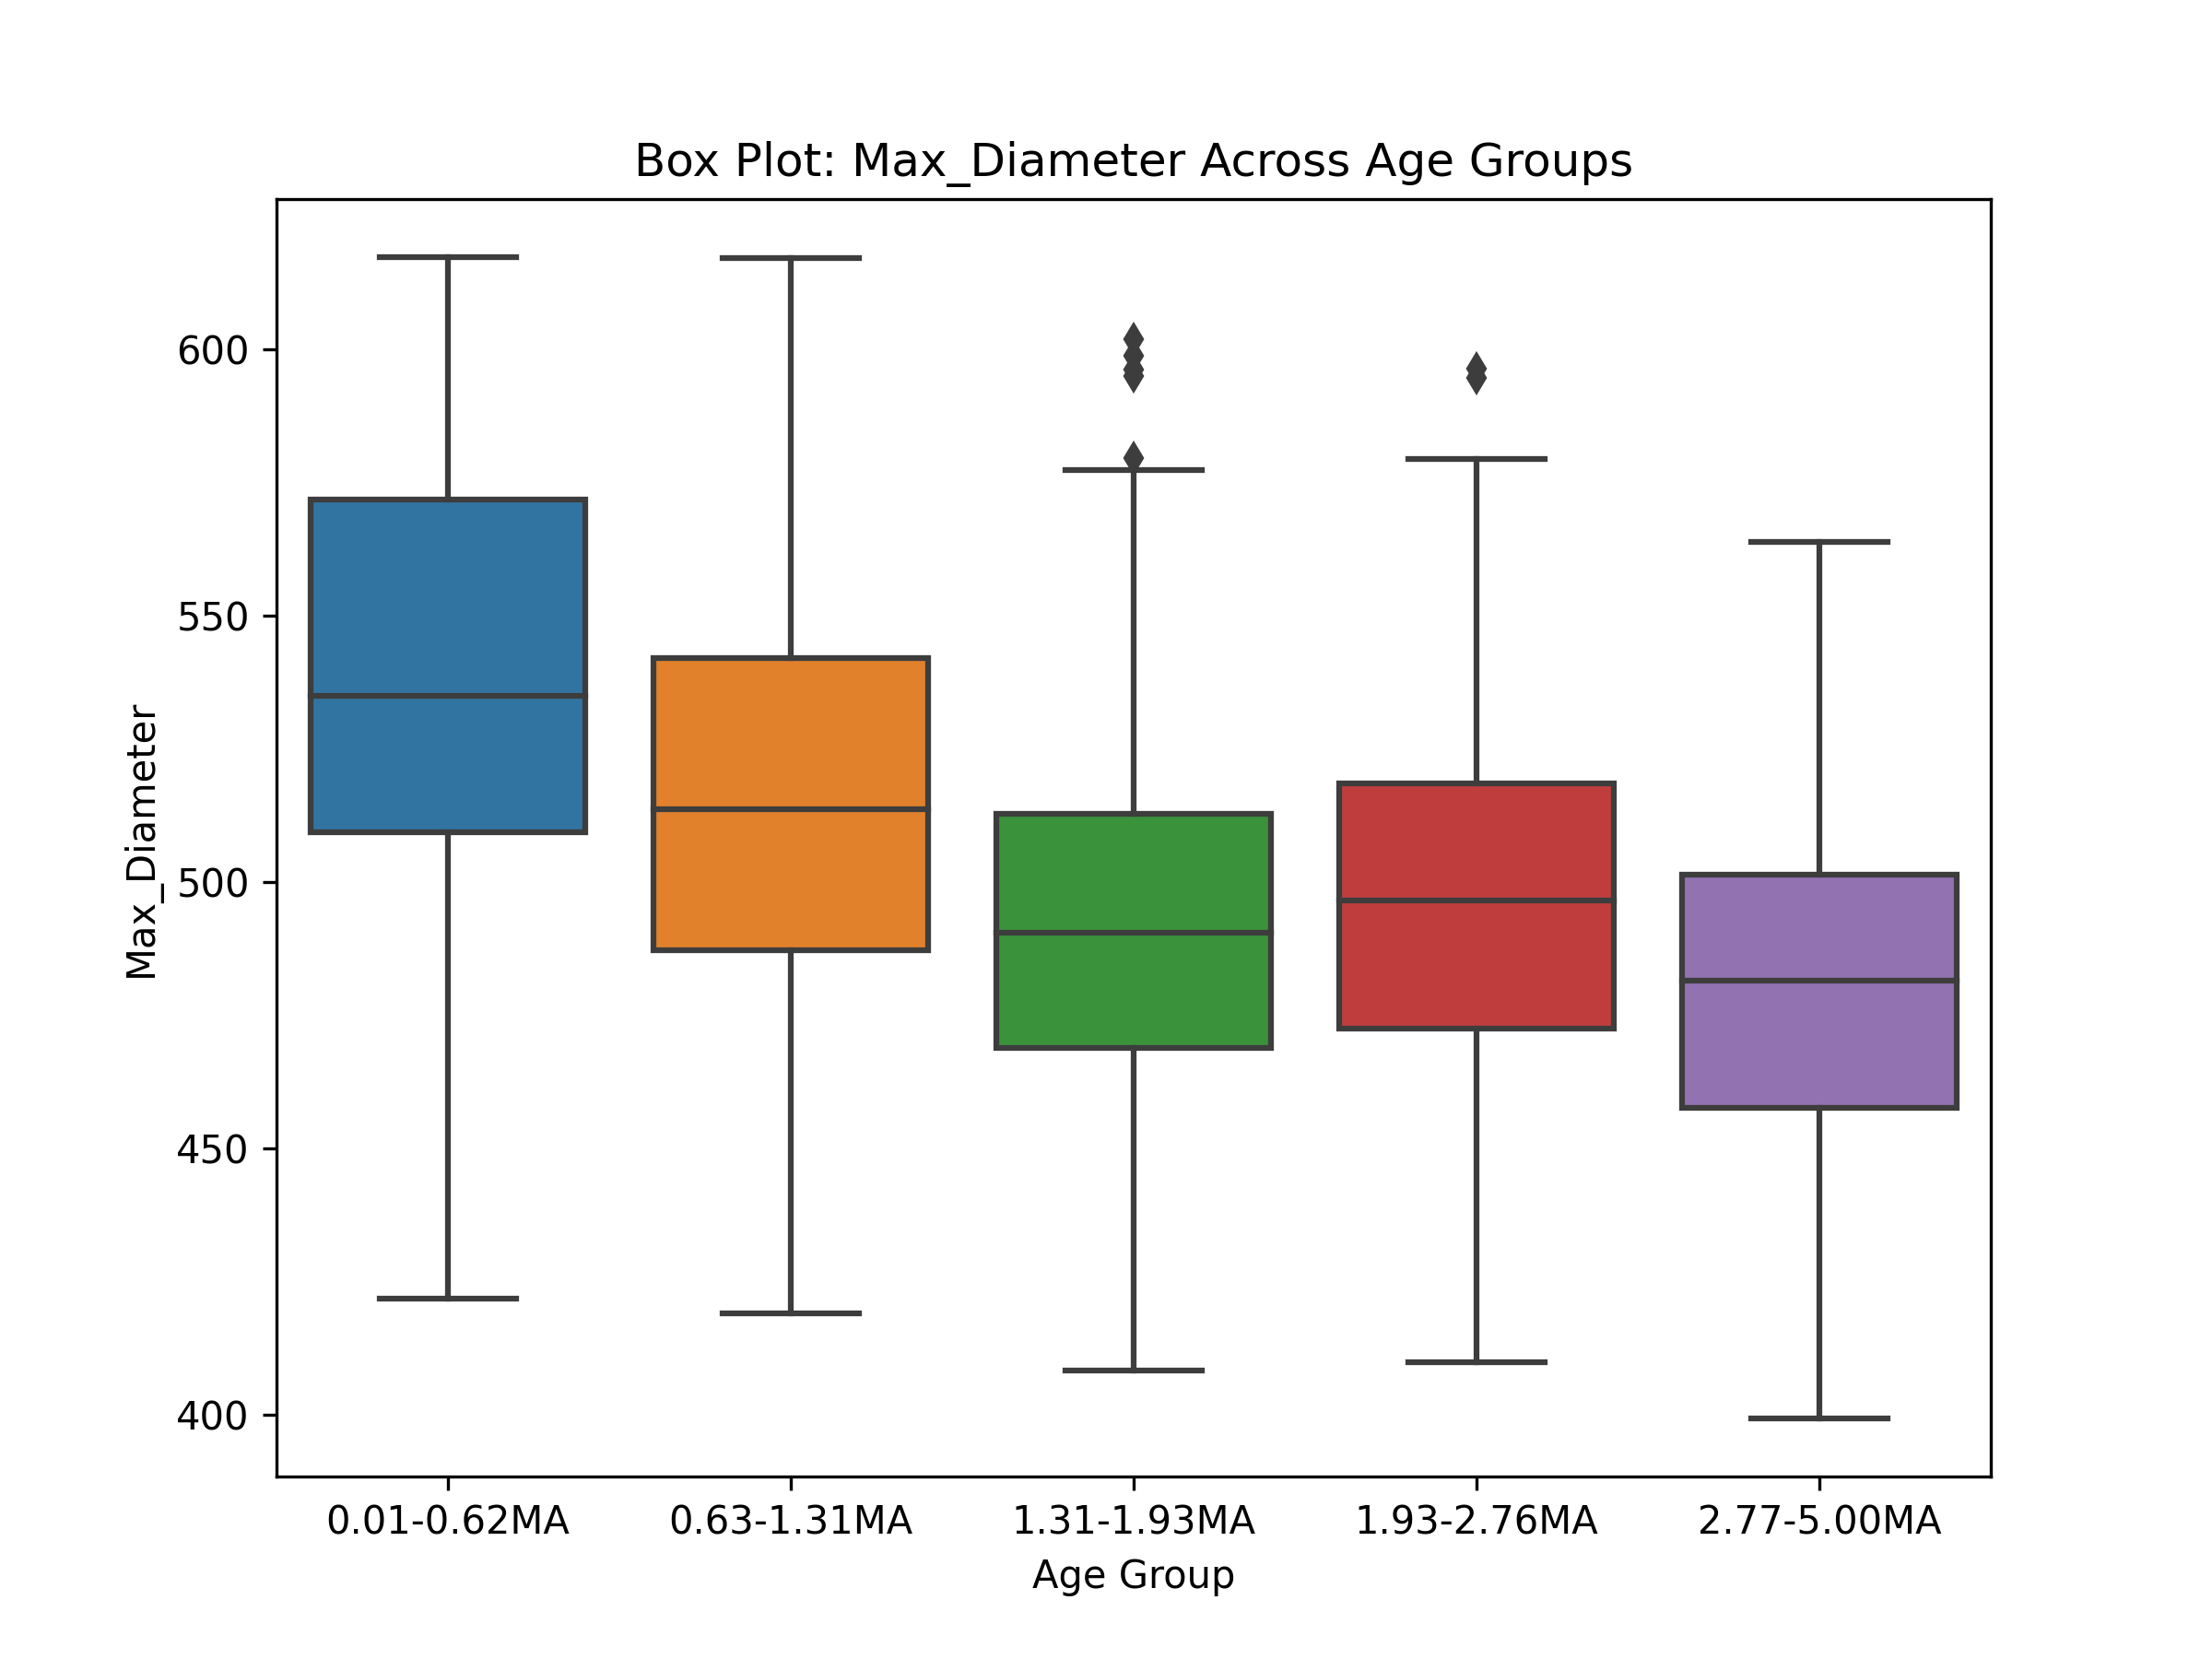 Box Plot: Max_Diameter Across Age Groups
Max_Diameter
600
550
500
450
400
0.01-0.62MA 0.63-1.31MA 1.31-1.93MA 1.93-2.76MA 2.77-5.00MA
Age Group